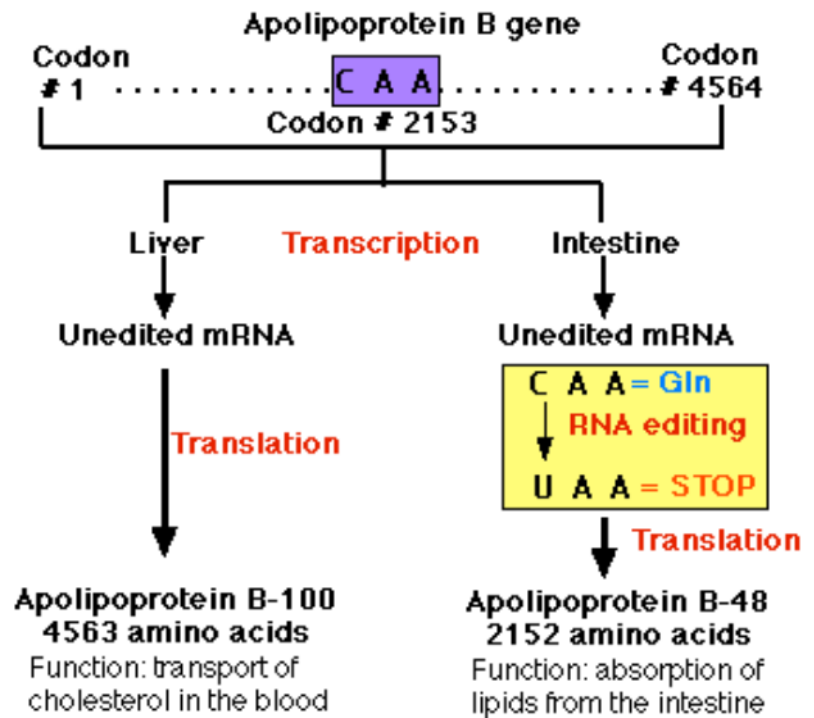 Apolipoprotein B gene
Codon
# 1 . . . . . . . . . . . . C A A . . . . . . . . . . . . # 4564
Codon
Codon # 2153
Liver Transcription Intestine
Unedited mRNA Unedited mRNA
C A A = Gln
RNA editing
U A A = STOP
Translation
Translation
Apolipoprotein B-100
4563 amino acids
Function: transport of
cholesterol in the blood
Apolipoprotein B-48
2152 amino acids
Function: absorption of
lipids from the intestine